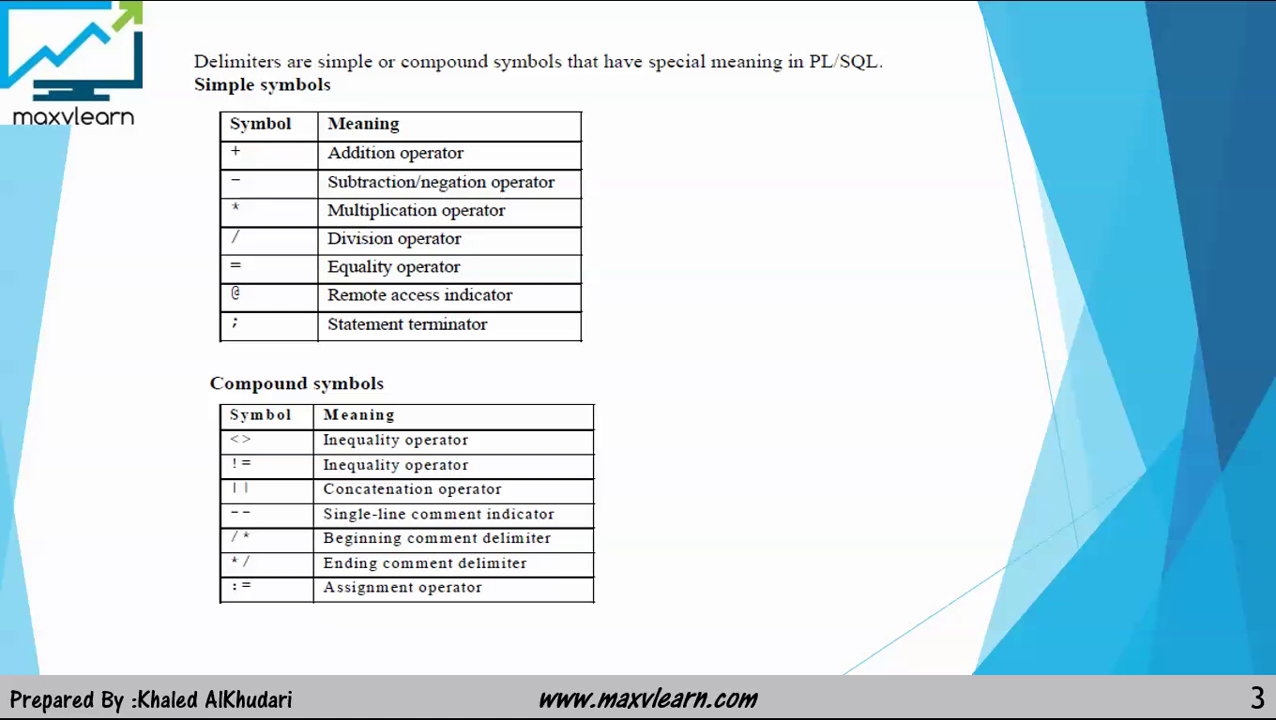 maxvlearn
Delimiters are simple or compound symbols that have special meaning in PL/SQL.
Simple symbols
Symbol Meaning
+ Addition operator
− Subtraction/negation operator
* Multiplication operator
/ Division operator
= Equality operator
@ Remote access indicator
; Statement terminator
Compound symbols
Symbol Meaning
<> Inequality operator
!= Inequality operator
|| Concatenation operator
-- Single-line comment indicator
/* Beginning comment delimiter
*/ Ending comment delimiter
:= Assignment operator
Prepared By :Khaled AlKhudari www.maxvlearn.com 3